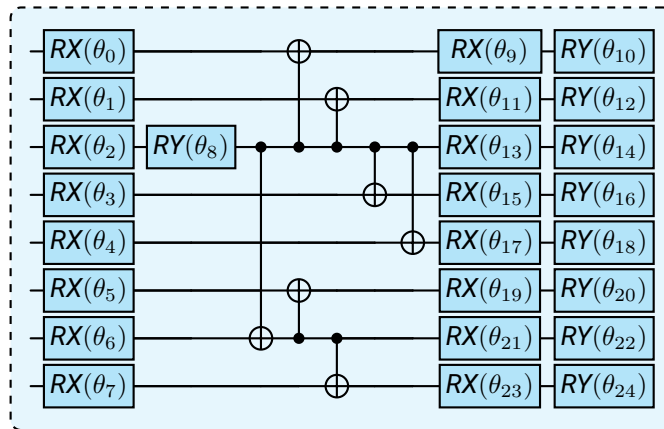 RX(θ₀) RX(θ₉) RY(θ₁₀)
RX(θ₁) RX(θ₁₁) RY(θ₁₂)
RX(θ₂) RY(θ₈) RX(θ₁₃) RY(θ₁₄)
RX(θ₃) RX(θ₁₅) RY(θ₁₆)
RX(θ₄) RX(θ₁₇) RY(θ₁₈)
RX(θ₅) RX(θ₁₉) RY(θ₂₀)
RX(θ₆) RX(θ₂₁) RY(θ₂₂)
RX(θ₇) RX(θ₂₃) RY(θ₂₄)